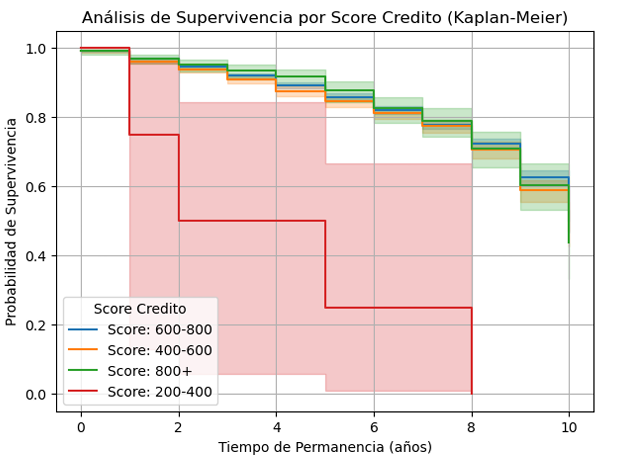 Análisis de Supervivencia por Score Credito (Kaplan-Meier)
Probabilidad de Supervivencia
1.0
0.8
0.6
0.4
0.2
0.0
Score Credito
Score: 600-800
Score: 400-600
Score: 800+
Score: 200-400
0 2 4 6 8 10
Tiempo de Permanencia (años)